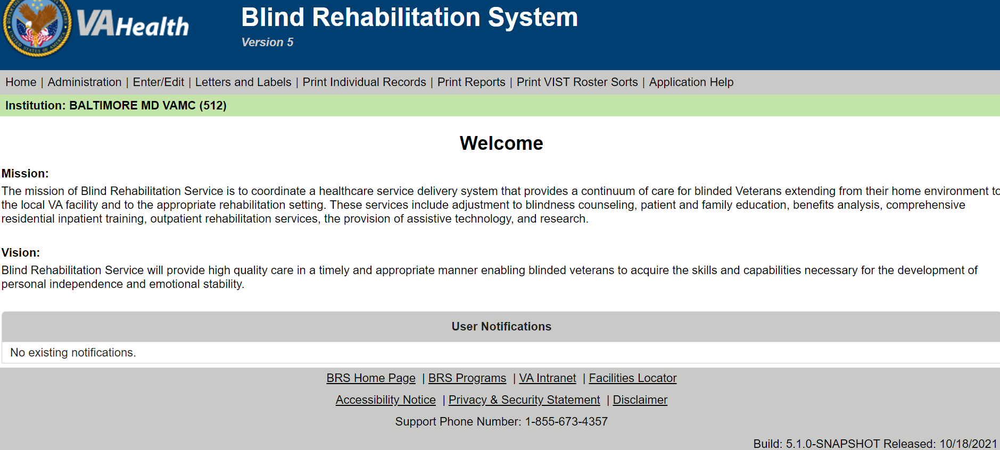 VA Health
Blind Rehabilitation System
Version 5
Home | Administration | Enter/Edit | Letters and Labels | Print Individual Records | Print Reports | Print VIST Roster Sorts | Application Help
Institution: BALTIMORE MD VAMC (512)
Welcome
Mission:
The mission of Blind Rehabilitation Service is to coordinate a healthcare service delivery system that provides a continuum of care for blinded Veterans extending from their home environment to
the local VA facility and to the appropriate rehabilitation setting. These services include adjustment to blindness counseling, patient and family education, benefits analysis, comprehensive
residential inpatient training, outpatient rehabilitation services, the provision of assistive technology, and research.
Vision:
Blind Rehabilitation Service will provide high quality care in a timely and appropriate manner enabling blinded veterans to acquire the skills and capabilities necessary for the development of
personal independence and emotional stability.
User Notifications
No existing notifications.
BRS Home Page | BRS Programs | VA Intranet | Facilities Locator
Accessibility Notice | Privacy & Security Statement | Disclaimer
Support Phone Number: 1-855-673-4357
Build: 5.1.0-SNAPSHOT Released: 10/18/2021